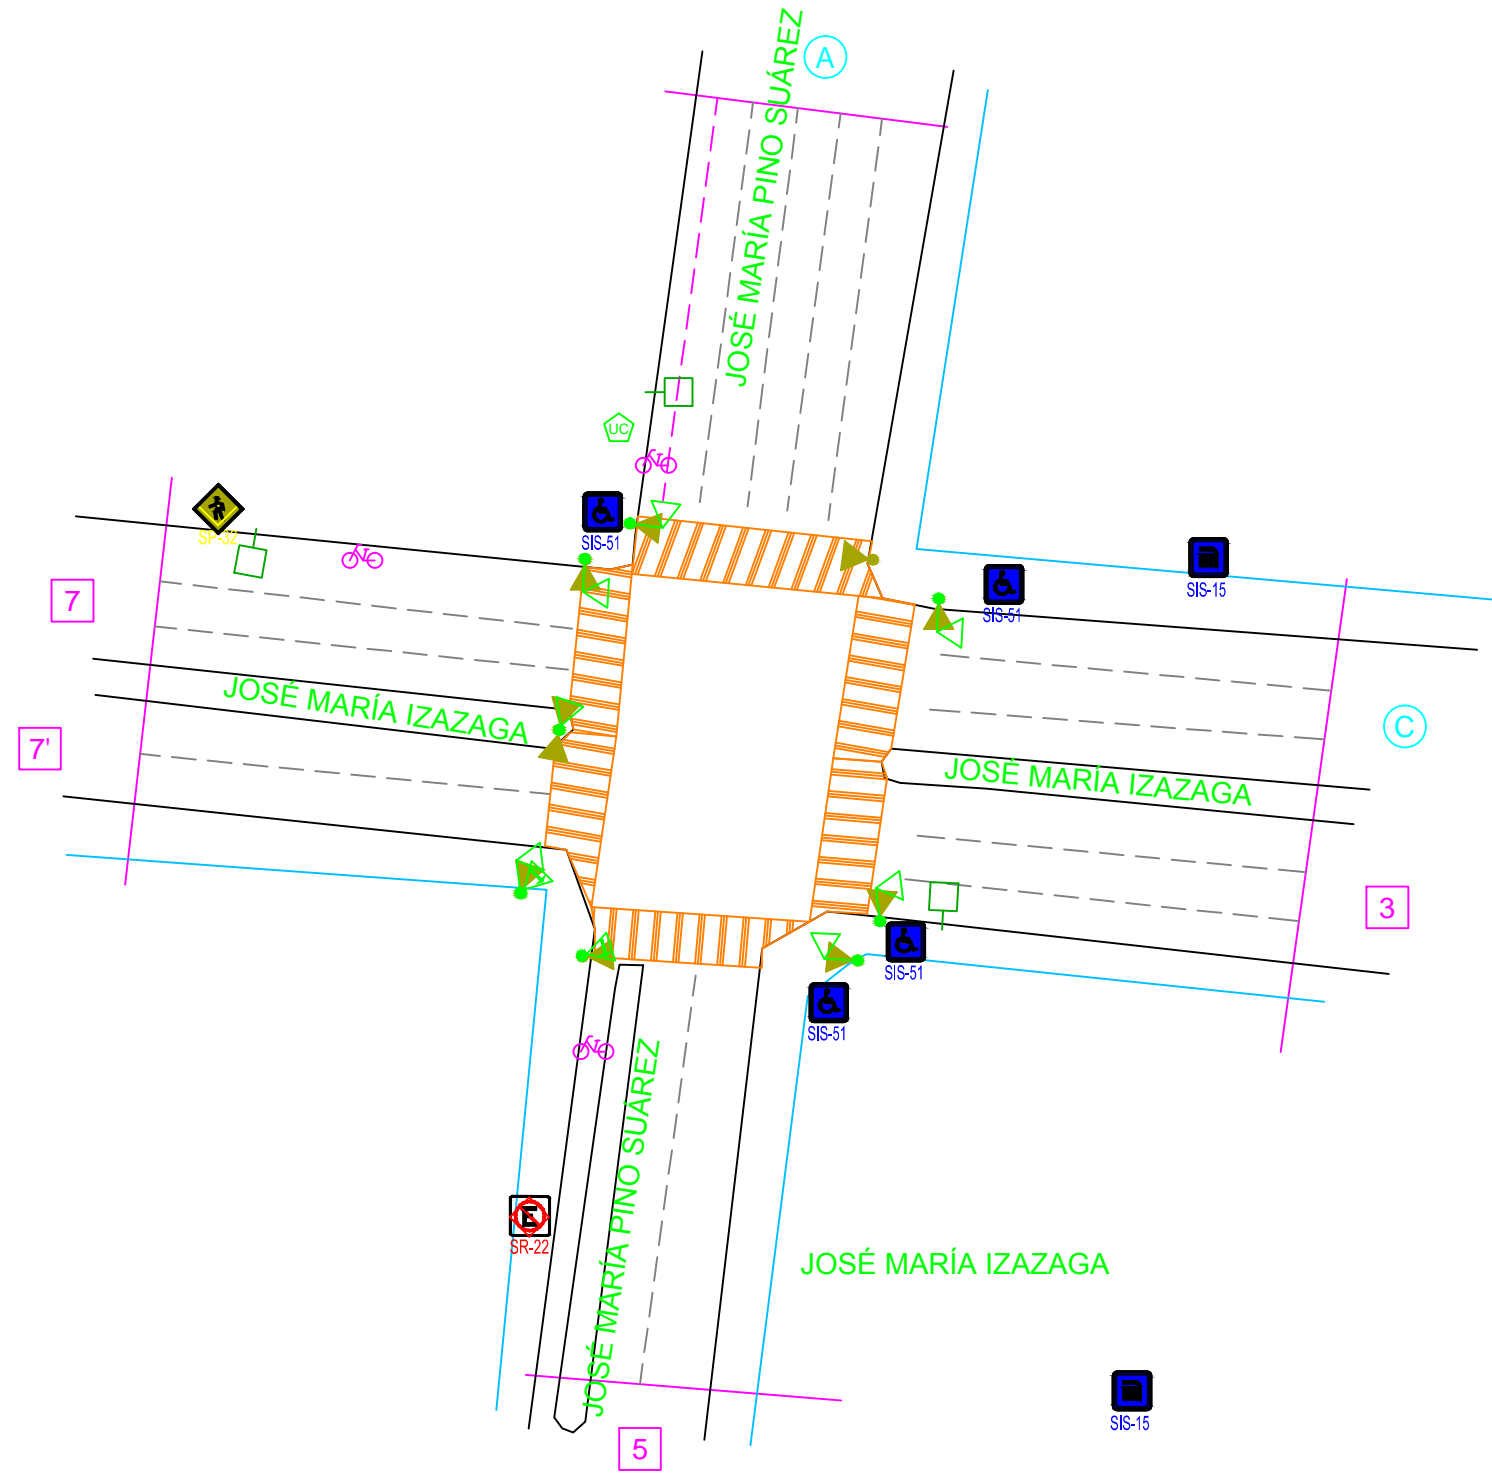 JOSÉ MARÍA PINO SUÁREZ
A
UC
SP-32
SIS-51
SIS-51
SIS-15
7
JOSÉ MARÍA IZAZAGA
7'
JOSÉ MARÍA IZAZAGA
C
3
SIS-51
SIS-51
JOSÉ MARÍA PINO SUÁREZ
E
SR-22
JOSÉ MARÍA IZAZAGA
SIS-15
5